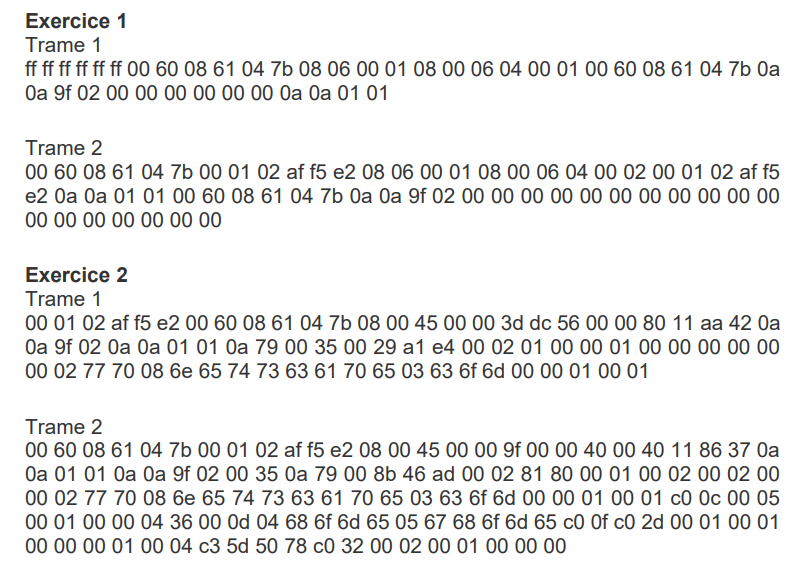 Exercice 1
Trame 1
ff ff ff ff ff ff 00 60 08 61 04 7b 08 06 00 01 08 00 06 04 00 01 00 60 08 61 04 7b 0a
0a 9f 02 00 00 00 00 00 00 0a 0a 01 01
Trame 2
00 60 08 61 04 7b 00 01 02 af f5 e2 08 06 00 01 08 00 06 04 00 02 00 01 02 af f5
e2 0a 0a 01 01 00 60 08 61 04 7b 0a 0a 9f 02 00 00 00 00 00 00 00 00 00 00 00
00 00 00 00 00 00 00
Exercice 2
Trame 1
00 01 02 af f5 e2 00 60 08 61 04 7b 08 00 45 00 00 3d dc 56 00 00 80 11 aa 42 0a
0a 9f 02 0a 0a 01 01 0a 79 00 35 00 29 a1 e4 00 02 01 00 00 01 00 00 00 00 00
00 02 77 70 08 6e 65 74 73 63 61 70 65 03 63 6f 6d 00 00 01 00 01
Trame 2
00 60 08 61 04 7b 00 01 02 af f5 e2 08 00 45 00 00 9f 00 00 40 00 40 11 86 37 0a
0a 01 01 0a 0a 9f 02 00 35 0a 79 00 8b 46 ad 00 02 81 80 00 01 00 02 00 02 00
00 02 77 70 08 6e 65 74 73 63 61 70 65 03 63 6f 6d 00 00 01 00 01 c0 0c 00 05
00 01 00 00 04 36 00 0d 04 68 6f 6d 65 05 67 68 6f 6d 65 c0 0f c0 2d 00 01 00 01
00 00 00 01 00 04 c3 5d 50 78 c0 32 00 02 00 01 00 00 00